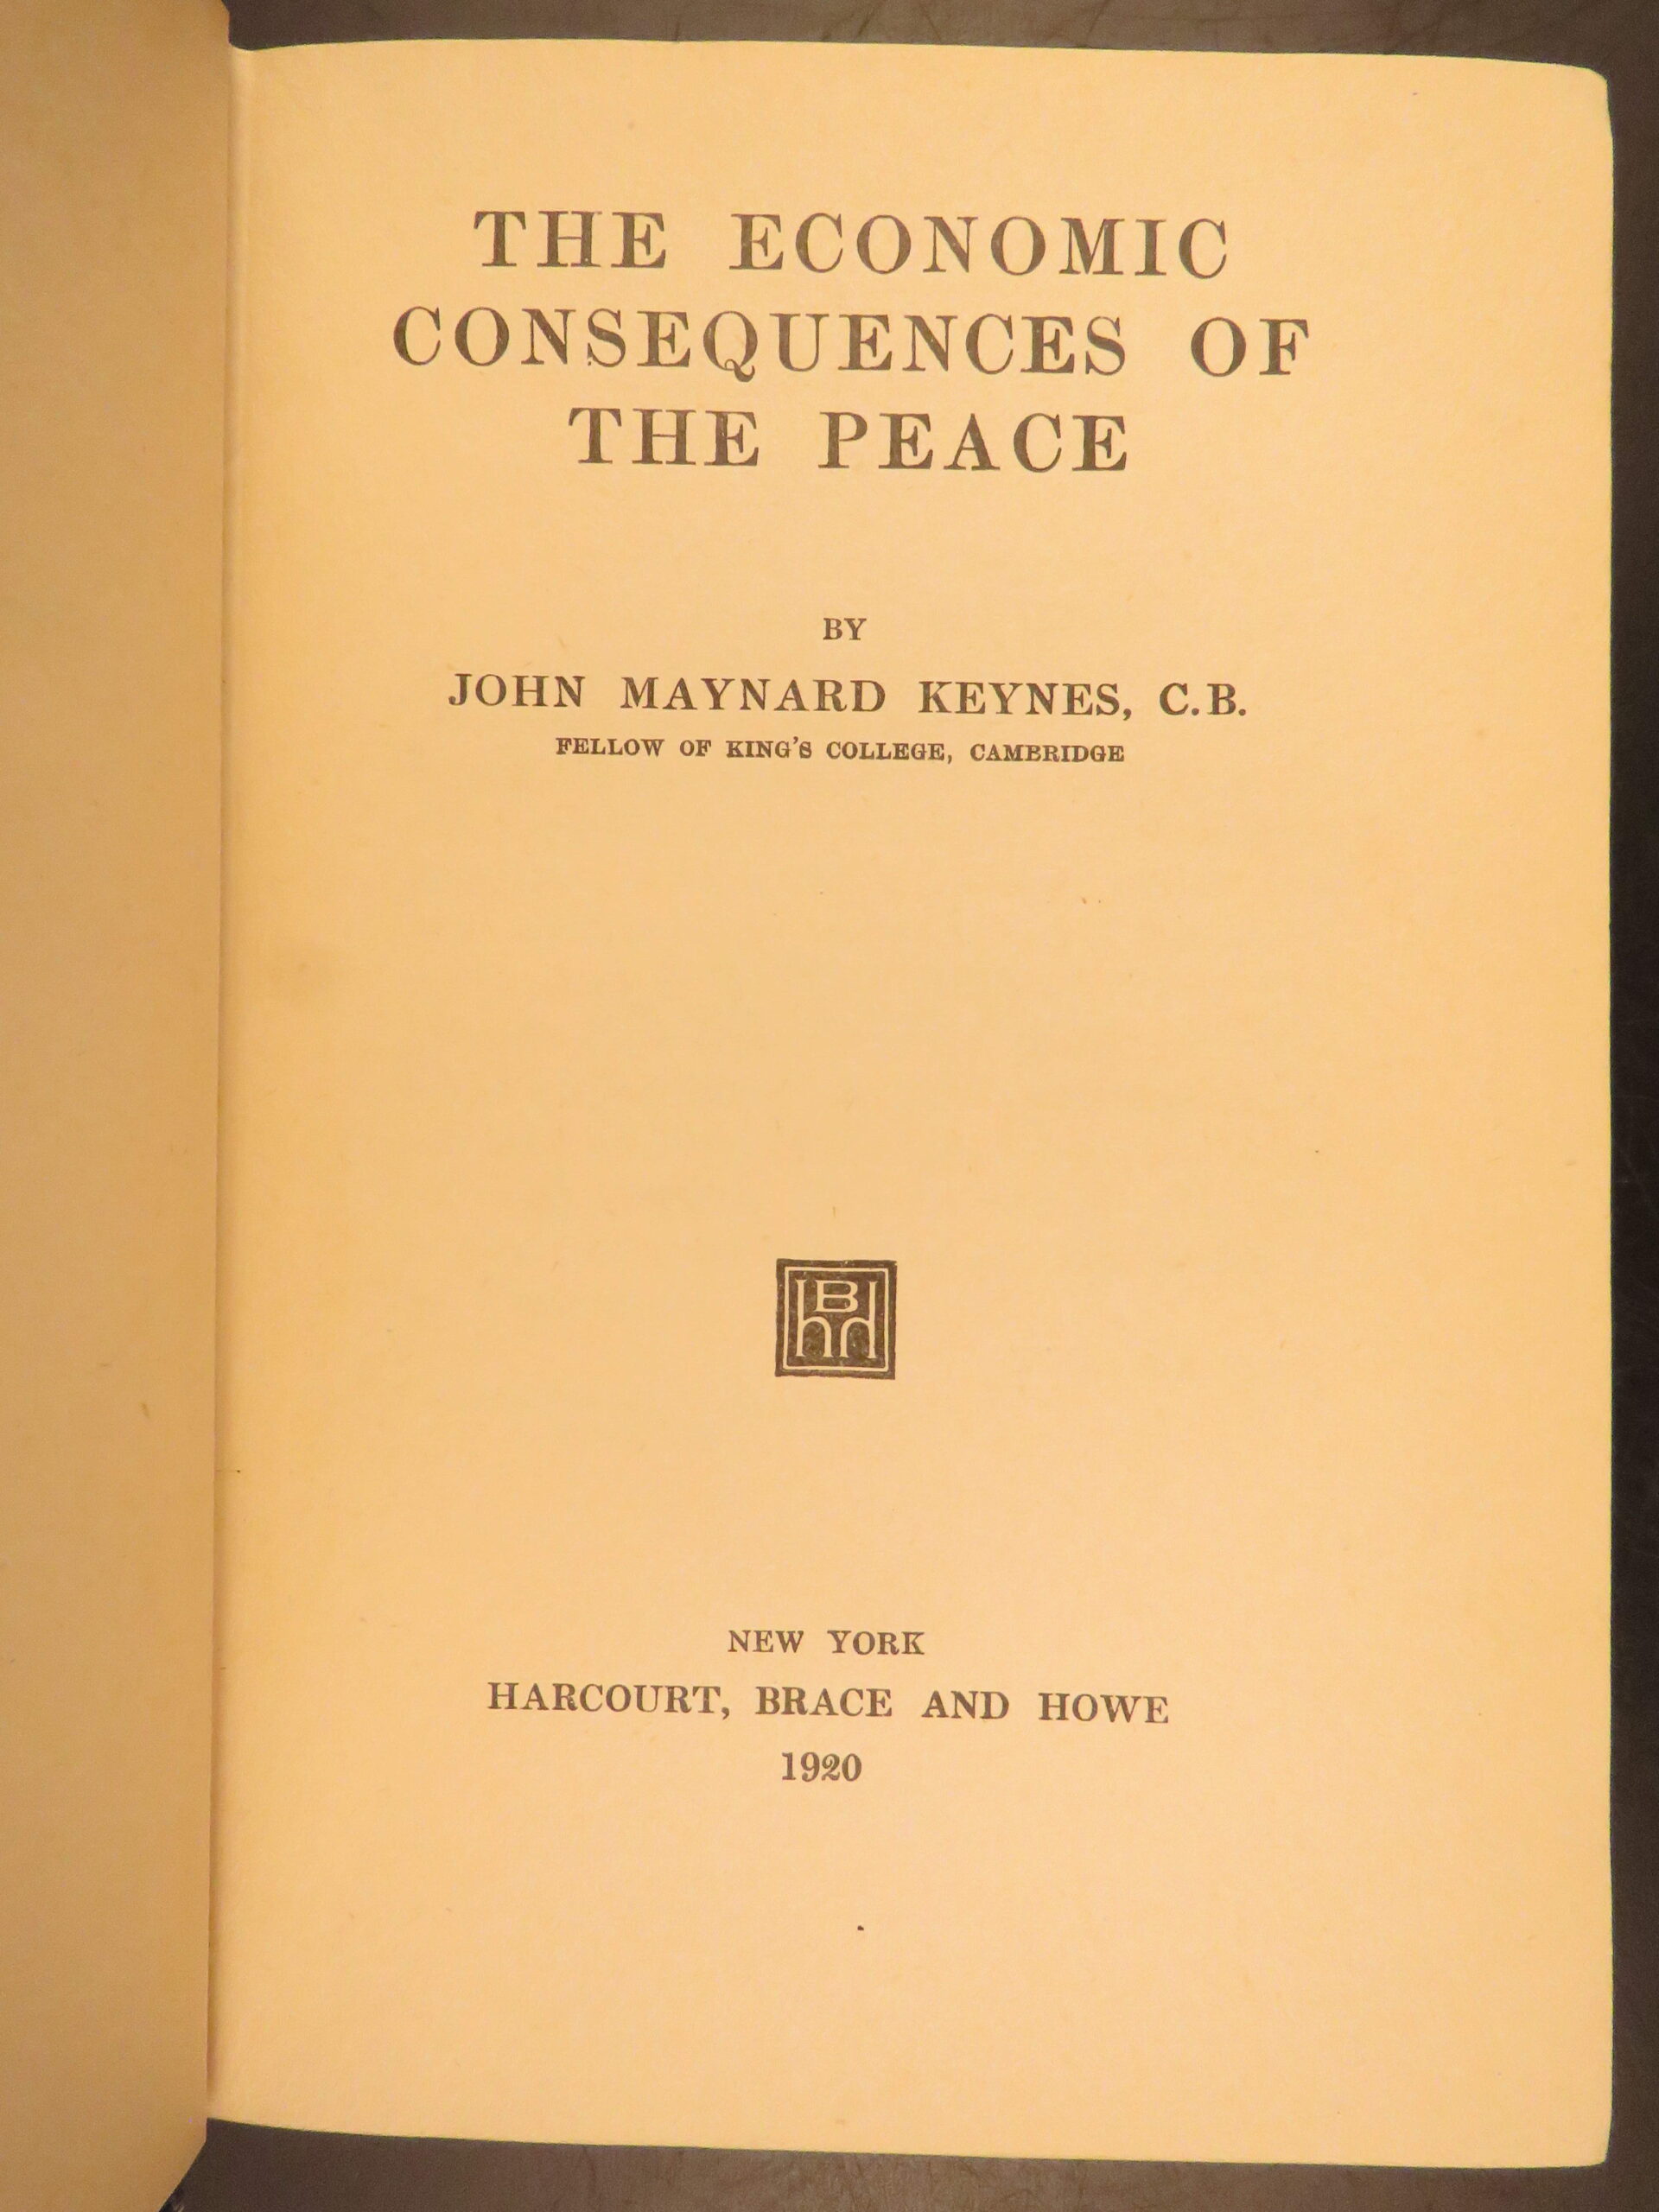 THE ECONOMIC
CONSEQUENCES OF
THE PEACE
BY
JOHN MAYNARD KEYNES, C.B.
FELLOW OF KING'S COLLEGE, CAMBRIDGE
hBh
NEW YORK
HARCOURT, BRACE AND HOWE
1920